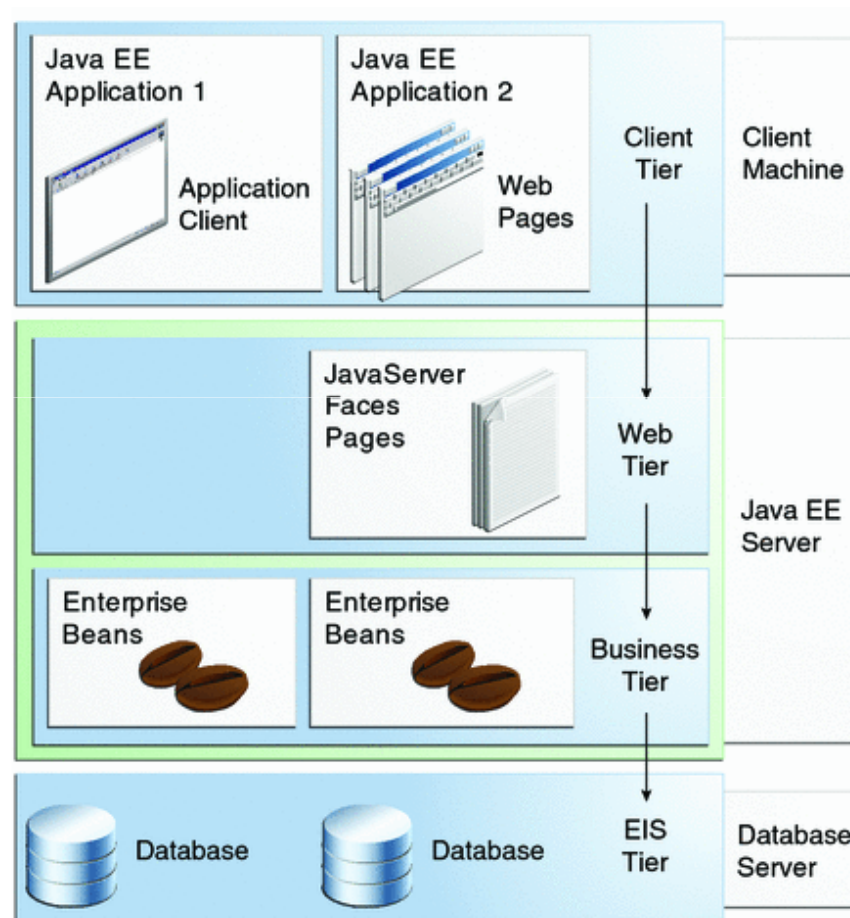 Java EE
Application 1
Application
Client
Java EE
Application 2
Web
Pages
Client
Tier
Client
Machine
JavaServer
Faces
Pages
Web
Tier
Java EE
Server
Enterprise
Beans
Enterprise
Beans
Business
Tier
Database
Database
EIS
Tier
Database
Server